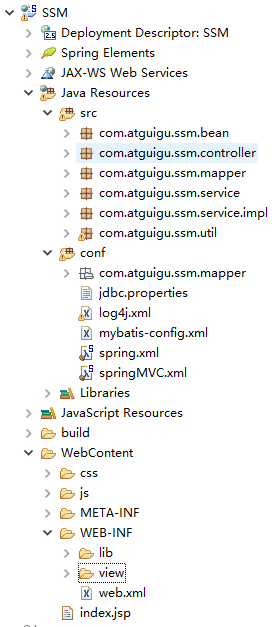 SSM
Deployment Descriptor: SSM
Spring Elements
JAX-WS Web Services
Java Resources
src
com.atguigu.ssm.bean
com.atguigu.ssm.controller
com.atguigu.ssm.mapper
com.atguigu.ssm.service
com.atguigu.ssm.service.impl
com.atguigu.ssm.util
conf
com.atguigu.ssm.mapper
jdbc.properties
log4j.xml
mybatis-config.xml
spring.xml
springMVC.xml
Libraries
JavaScript Resources
build
WebContent
css
js
META-INF
WEB-INF
lib
view
web.xml
index.jsp